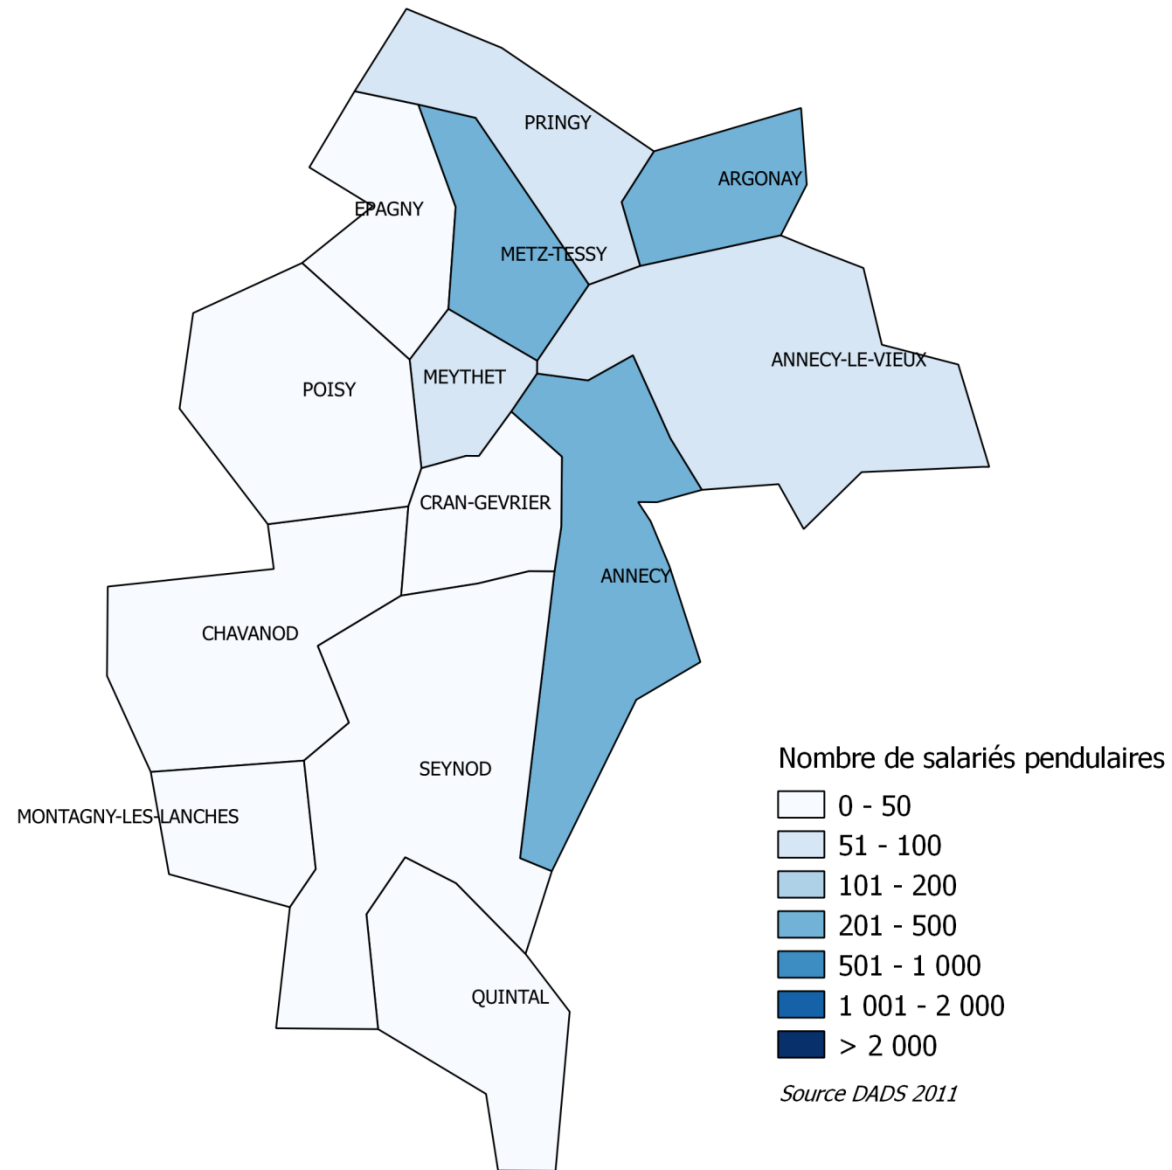 PRINGY
ARGONAY
EPAGNY
METZ-TESSY
ANNECY-LE-VIEUX
MEYTHET
POISY
CRAN-GEVRIER
ANNECY
CHAVANOD
SEYNOD
MONTAGNY-LES-LANCHES
QUINTAL
Nombre de salariés pendulaires
0 - 50
51 - 100
101 - 200
201 - 500
501 - 1 000
1 001 - 2 000
> 2 000
Source DADS 2011